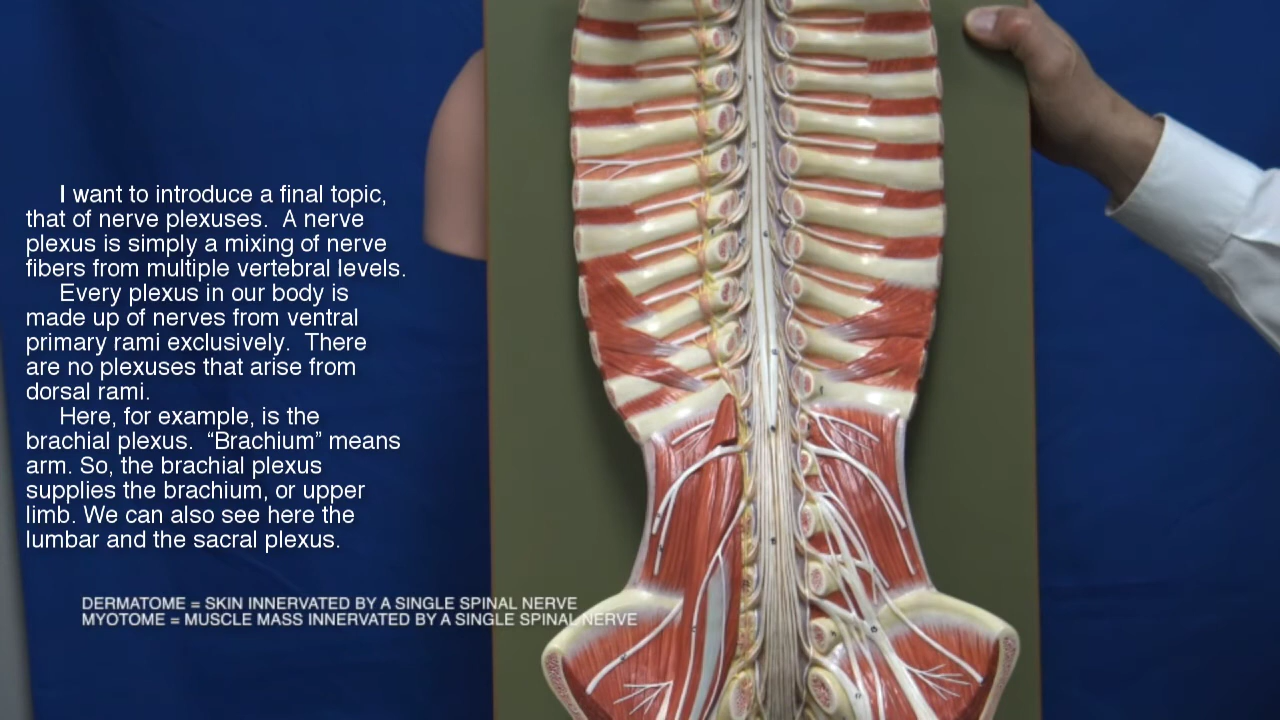 I want to introduce a final topic,
that of nerve plexuses.  A nerve
plexus is simply a mixing of nerve
fibers from multiple vertebral levels.
Every plexus in our body is
made up of nerves from ventral
primary rami exclusively.  There
are no plexuses that arise from
dorsal rami.
Here, for example, is the
brachial plexus.  “Brachium” means
arm. So, the brachial plexus
supplies the brachium, or upper
limb. We can also see here the
lumbar and the sacral plexus.
DERMATOME = SKIN INNERVATED BY A SINGLE SPINAL NERVE
MYOTOME = MUSCLE MASS INNERVATED BY A SINGLE SPINAL NERVE